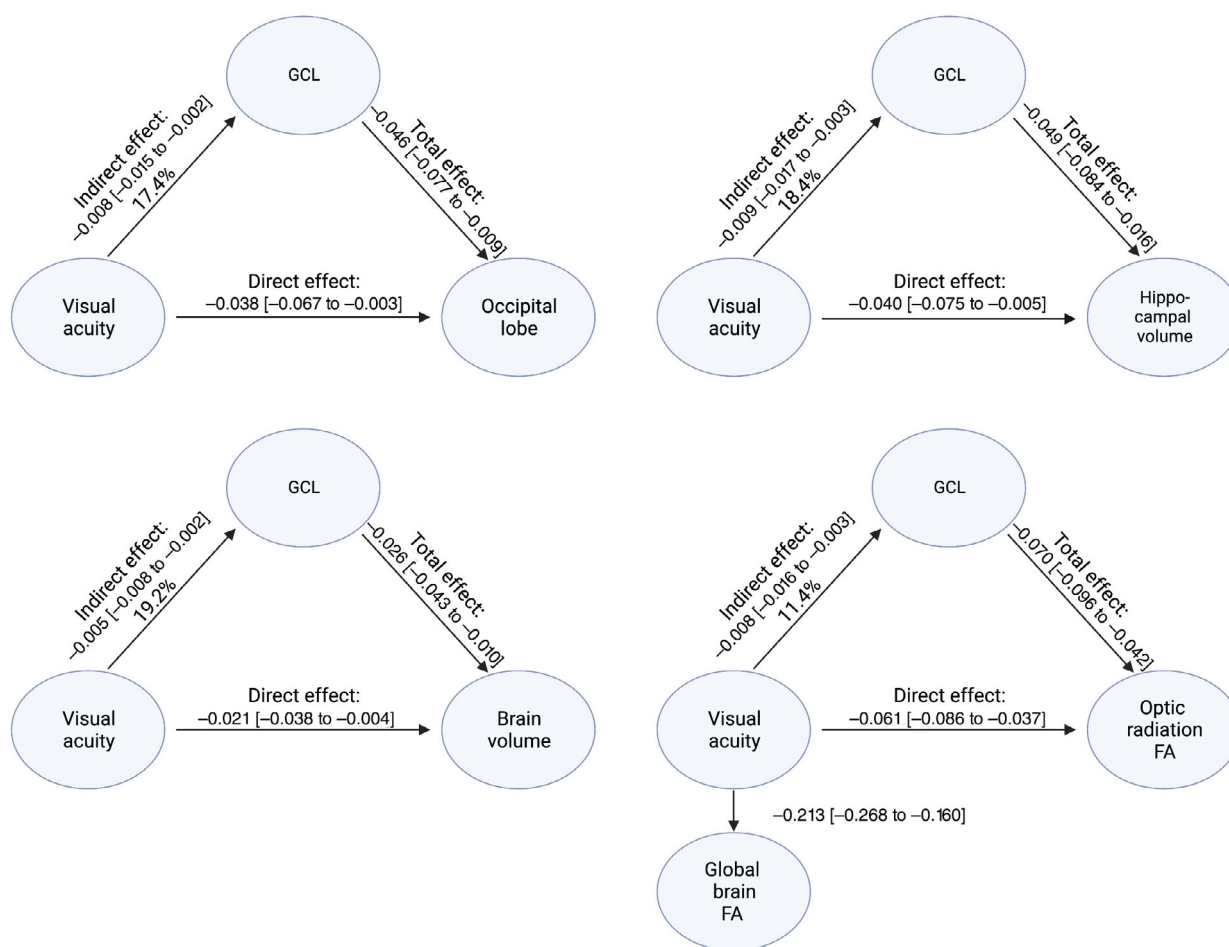 GCL
Indirect effect:
−0.008 [−0.015 to −0.002]
17.4%
Total effect:
−0.046 [−0.077 to −0.009]
Visual
acuity
Direct effect:
−0.038 [−0.067 to −0.003]
Occipital
lobe
GCL
Indirect effect:
−0.009 [−0.017 to −0.003]
18.4%
Total effect:
−0.049 [−0.084 to −0.016]
Visual
acuity
Direct effect:
−0.040 [−0.075 to −0.005]
Hippo-
campal
volume
GCL
Indirect effect:
−0.005 [−0.008 to −0.002]
19.2%
Total effect:
−0.026 [−0.043 to −0.010]
Visual
acuity
Direct effect:
−0.021 [−0.038 to −0.004]
Brain
volume
GCL
Indirect effect:
−0.008 [−0.016 to −0.003]
11.4%
Total effect:
−0.070 [−0.096 to −0.042]
Visual
acuity
Direct effect:
−0.061 [−0.086 to −0.037]
Optic
radiation
FA
−0.213 [−0.268 to −0.160]
Global
brain
FA